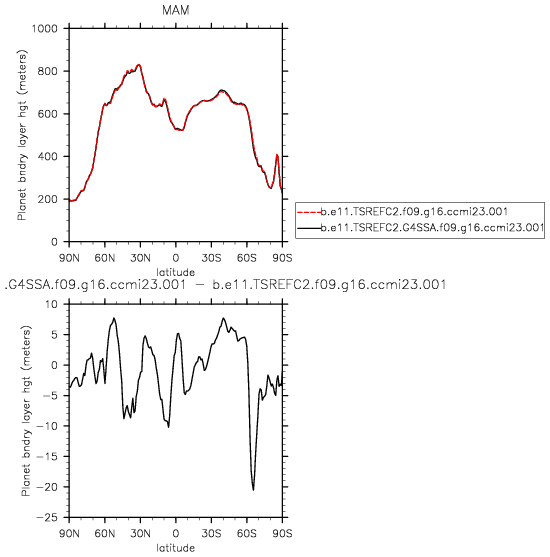 MAM
1000
800
600
400
200
0
Planet bndry layer hgt (meters)
90N 60N 30N 0 30S 60S 90S
latitude
b.e11.TSREFC2.f09.g16.ccmi23.001
b.e11.TSREFC2.G4SSA.f09.g16.ccmi23.001
.G4SSA.f09.g16.ccmi23.001 - b.e11.TSREFC2.f09.g16.ccmi23.001
10
5
0
-5
-10
-15
-20
-25
Planet bndry layer hgt (meters)
90N 60N 30N 0 30S 60S 90S
latitude